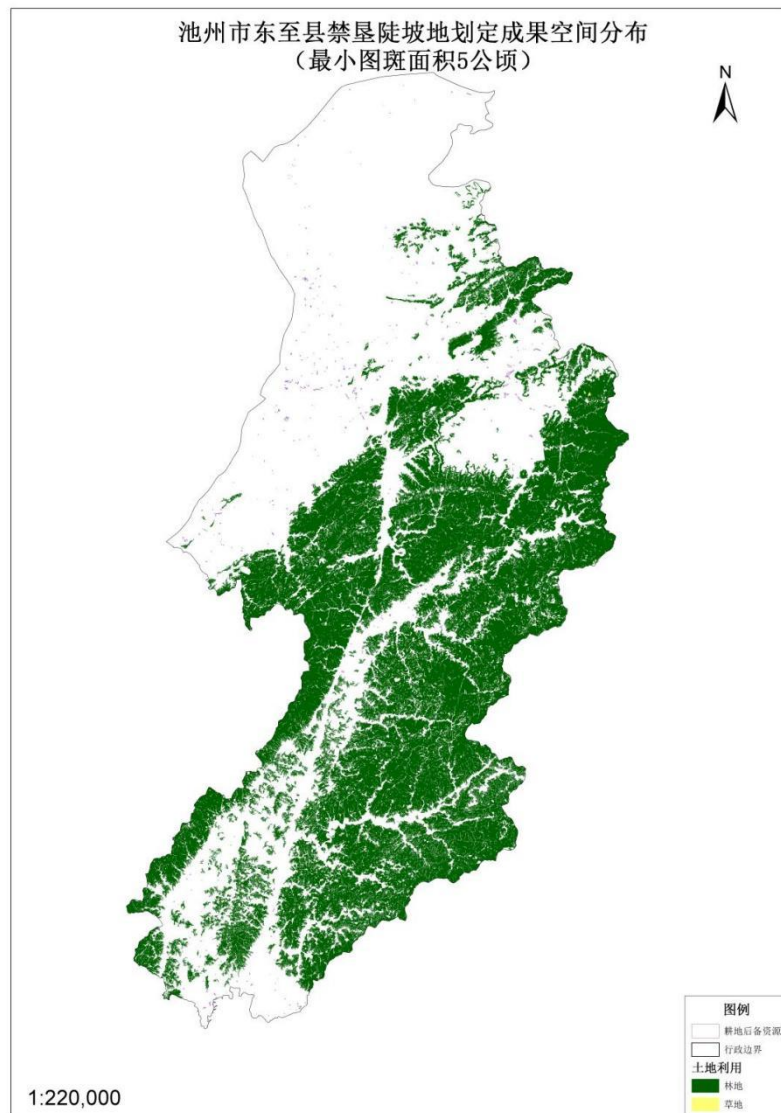 池州市东至县禁垦陡坡地划定成果空间分布
（最小图斑面积5公顷）
N
图例
耕地后备资源
行政边界
土地利用
林地
草地
1:220,000